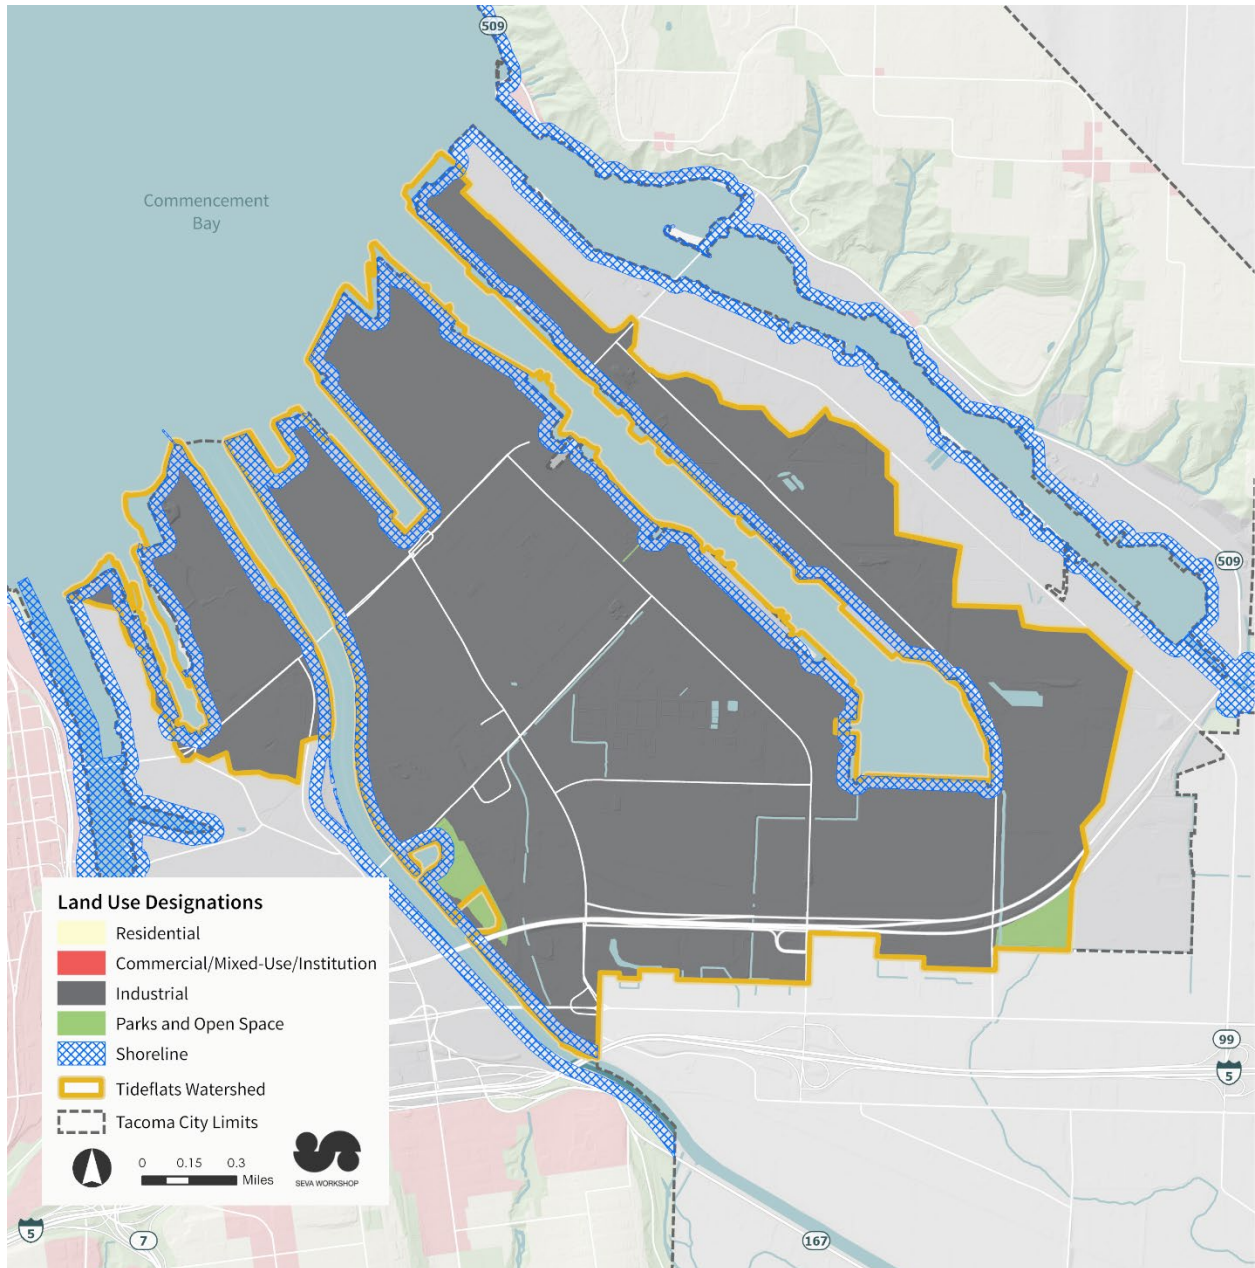 509
Commencement
Bay
509
Land Use Designations
Residential
Commercial/Mixed-Use/Institution
Industrial
Parks and Open Space
Shoreline
Tideflats Watershed
Tacoma City Limits
0 0.15 0.3
Miles
SEVA WORKSHOP
99
5
5
7
167